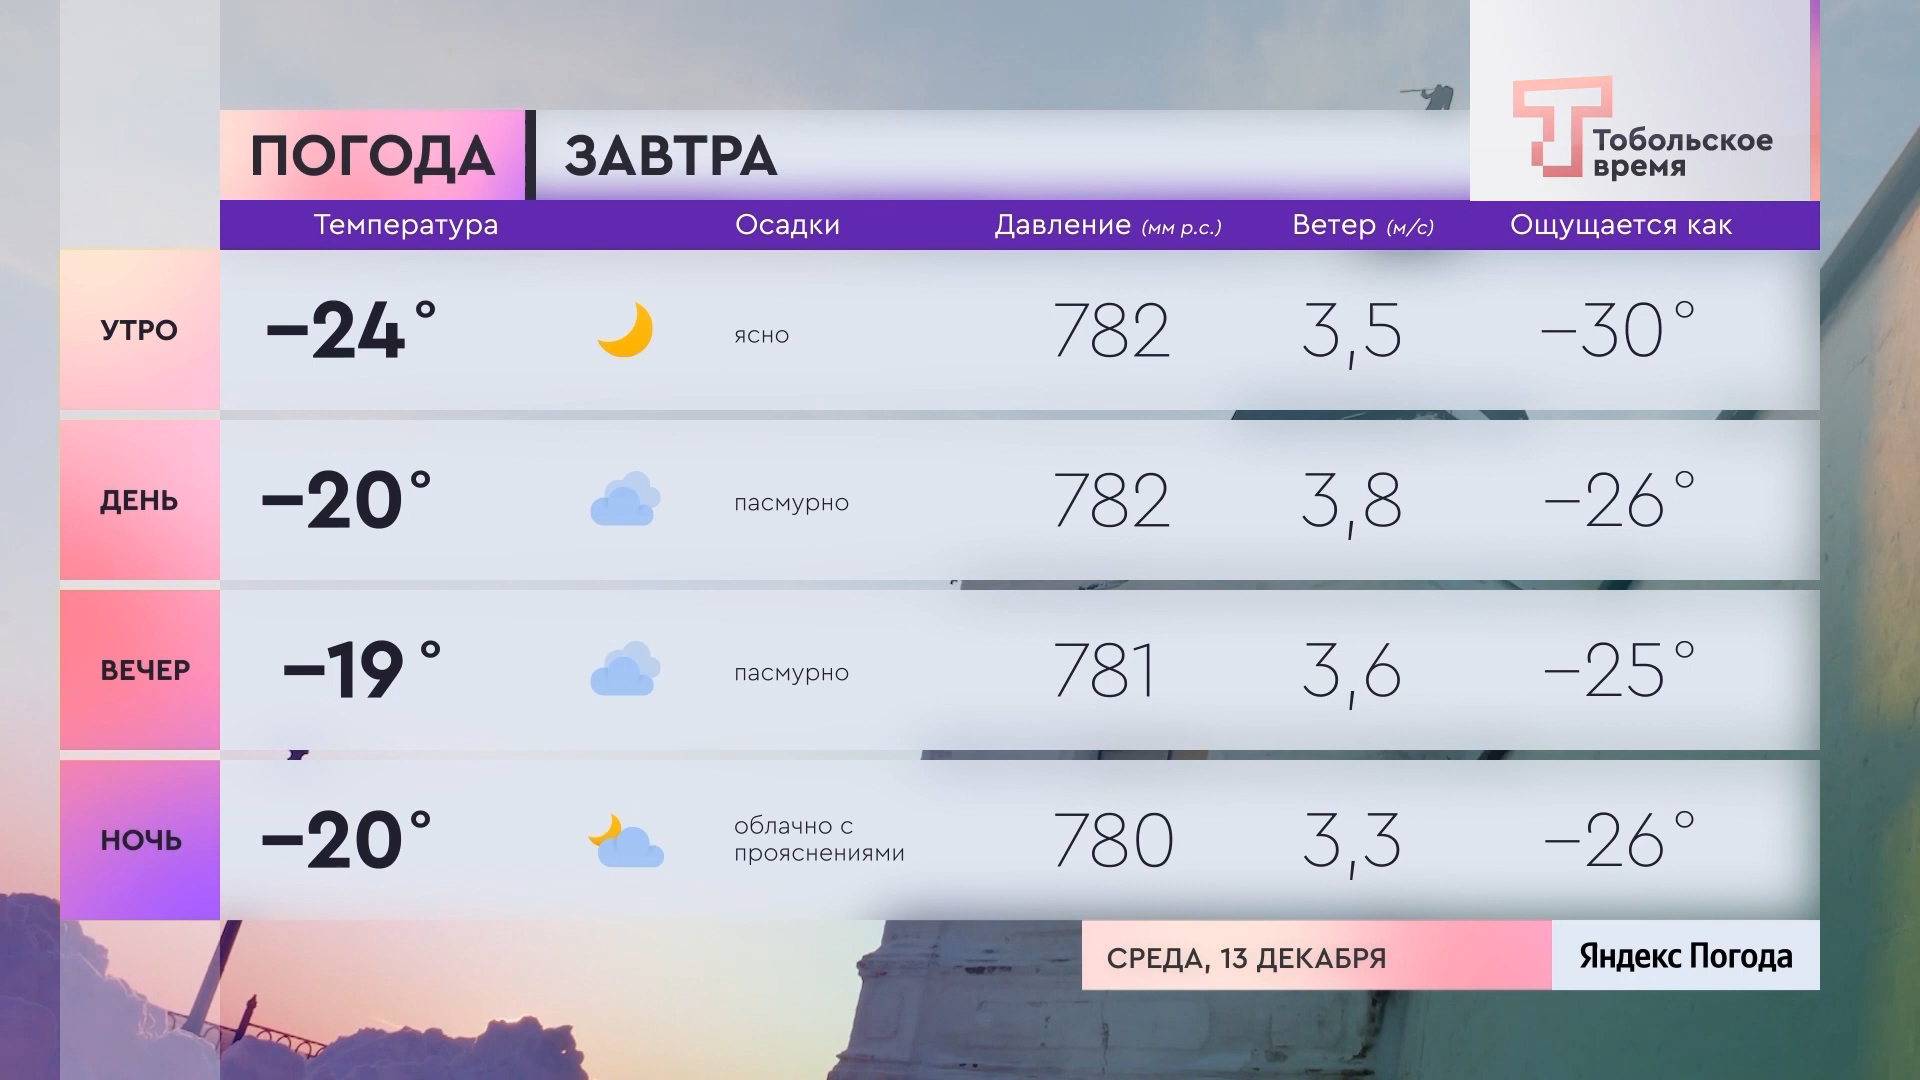 ПОГОДА ЗАВТРА
Тобольское
время
Температура Осадки Давление (мм р.с.) Ветер (м/с) Ощущается как
УТРО −24° ясно 782 3,5 −30°
ДЕНЬ −20° пасмурно 782 3,8 −26°
ВЕЧЕР −19° пасмурно 781 3,6 −25°
НОЧЬ −20° облачно с
прояснениями 780 3,3 −26°
СРЕДА, 13 ДЕКАБРЯ Яндекс Погода